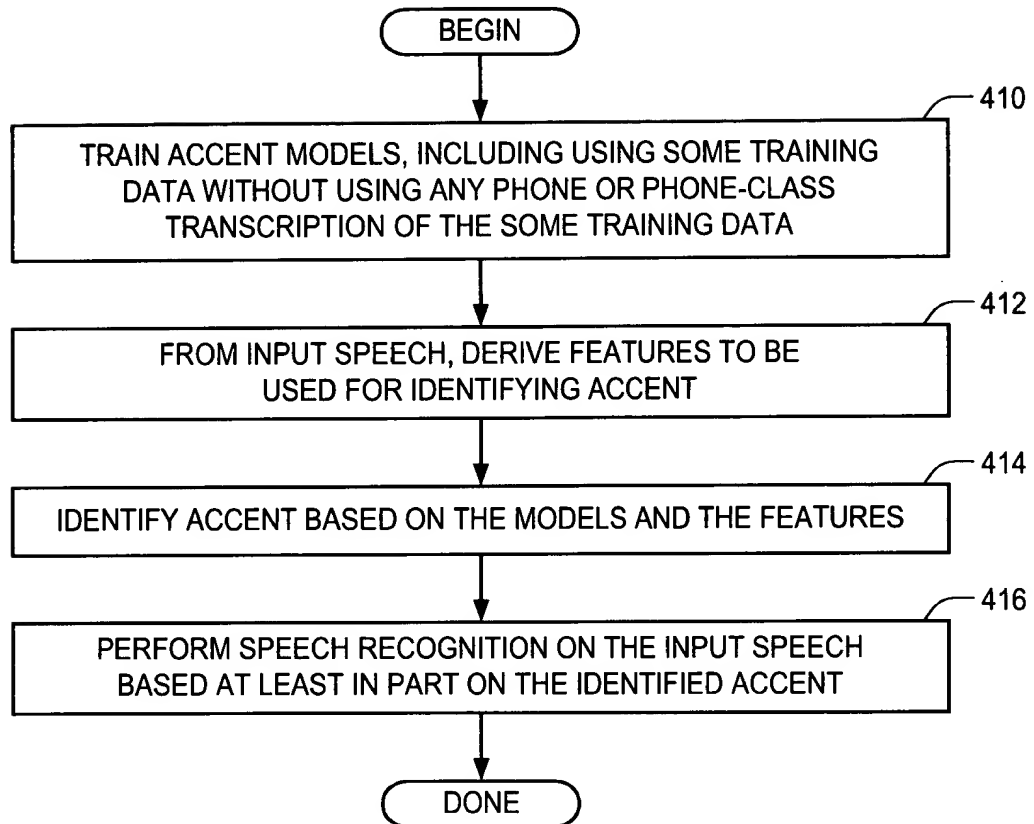 BEGIN
410
TRAIN ACCENT MODELS, INCLUDING USING SOME TRAINING
DATA WITHOUT USING ANY PHONE OR PHONE-CLASS
TRANSCRIPTION OF THE SOME TRAINING DATA
412
FROM INPUT SPEECH, DERIVE FEATURES TO BE
USED FOR IDENTIFYING ACCENT
414
IDENTIFY ACCENT BASED ON THE MODELS AND THE FEATURES
416
PERFORM SPEECH RECOGNITION ON THE INPUT SPEECH
BASED AT LEAST IN PART ON THE IDENTIFIED ACCENT
DONE